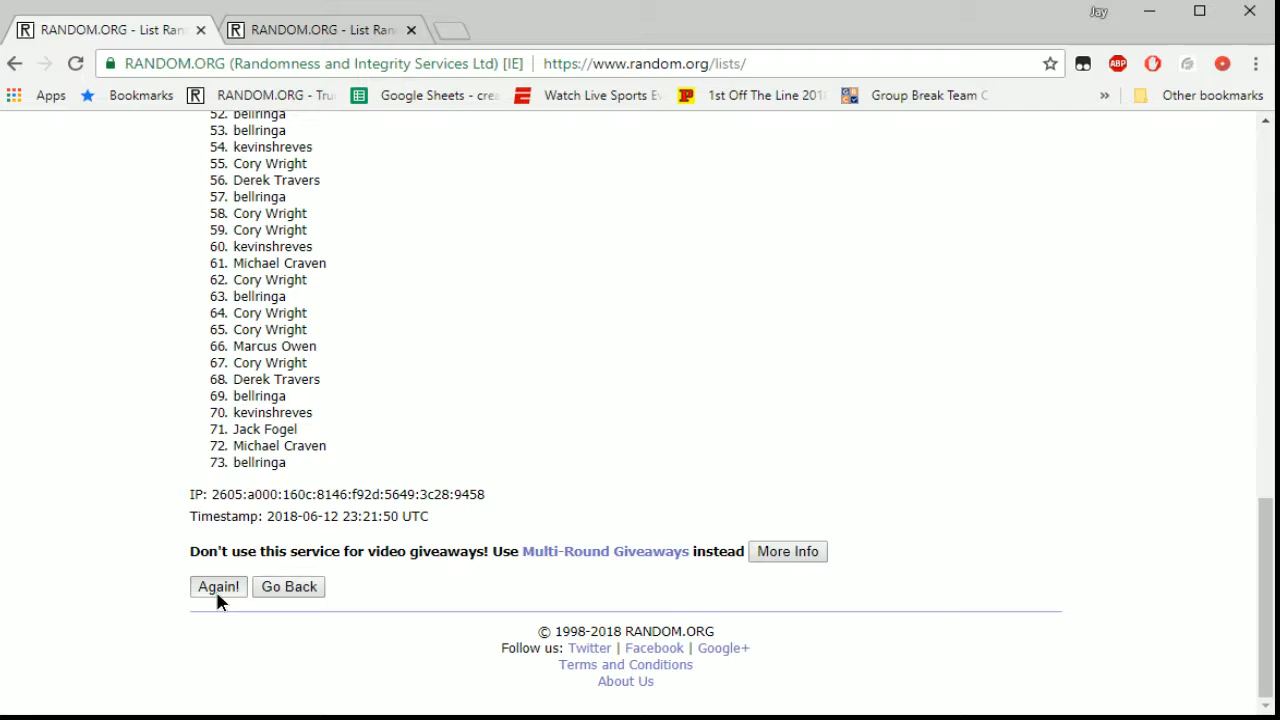 Jay
RANDOM.ORG - List Ran
RANDOM.ORG - List Ran
RANDOM.ORG (Randomness and Integrity Services Ltd) [IE] https://www.random.org/lists/
ABP
Apps Bookmarks RANDOM.ORG - Tru Google Sheets - crea Watch Live Sports Ev 1st Off The Line 201 Group Break Team C » Other bookmarks
52. bellringa
53. bellringa
54. kevinshreves
55. Cory Wright
56. Derek Travers
57. bellringa
58. Cory Wright
59. Cory Wright
60. kevinshreves
61. Michael Craven
62. Cory Wright
63. bellringa
64. Cory Wright
65. Cory Wright
66. Marcus Owen
67. Cory Wright
68. Derek Travers
69. bellringa
70. kevinshreves
71. Jack Fogel
72. Michael Craven
73. bellringa
IP: 2605:a000:160c:8146:f92d:5649:3c28:9458
Timestamp: 2018-06-12 23:21:50 UTC
Don't use this service for video giveaways! Use Multi-Round Giveaways instead More Info
Again! Go Back
© 1998-2018 RANDOM.ORG
Follow us: Twitter | Facebook | Google+
Terms and Conditions
About Us